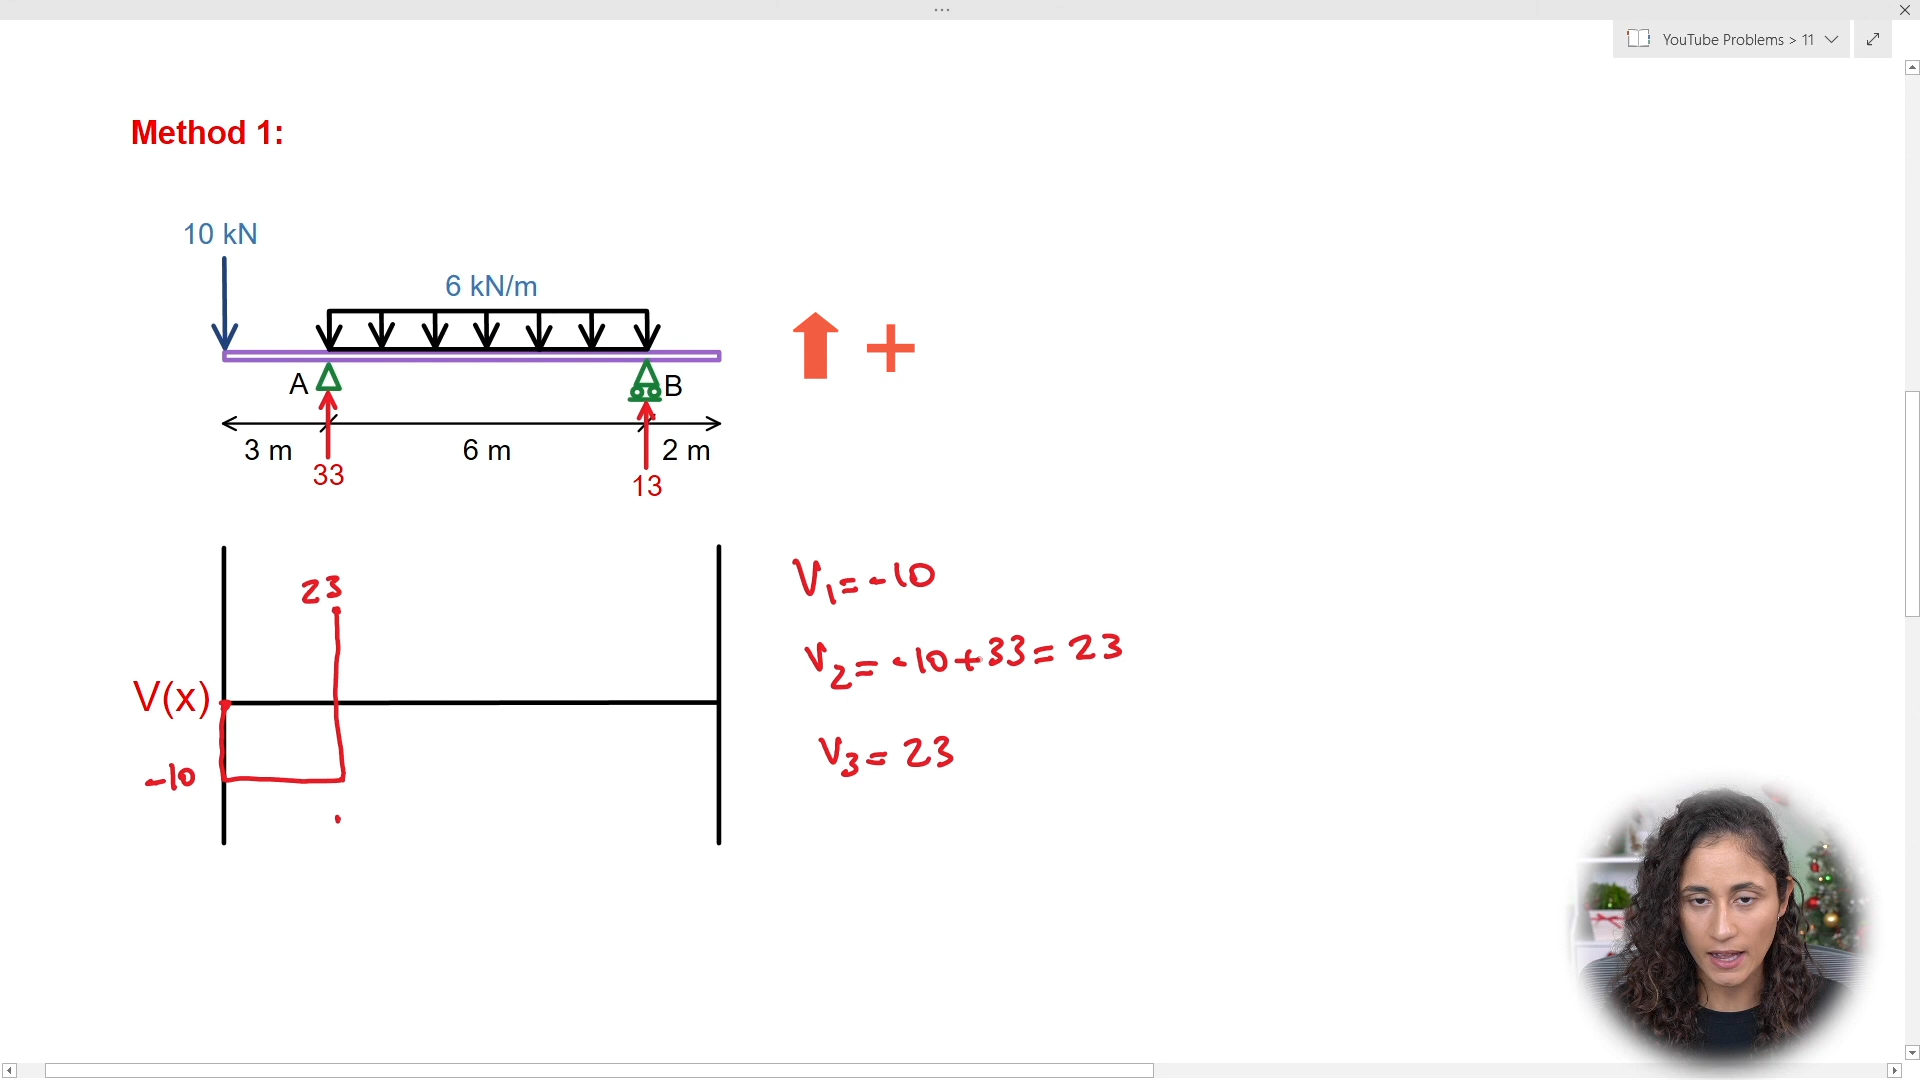 YouTube Problems > 11
Method 1:
10 kN
6 kN/m
A
B
3 m
6 m
2 m
33
13
23
V(x)
-10
V1 = -10
V2 = -10+33 = 23
V3 = 23